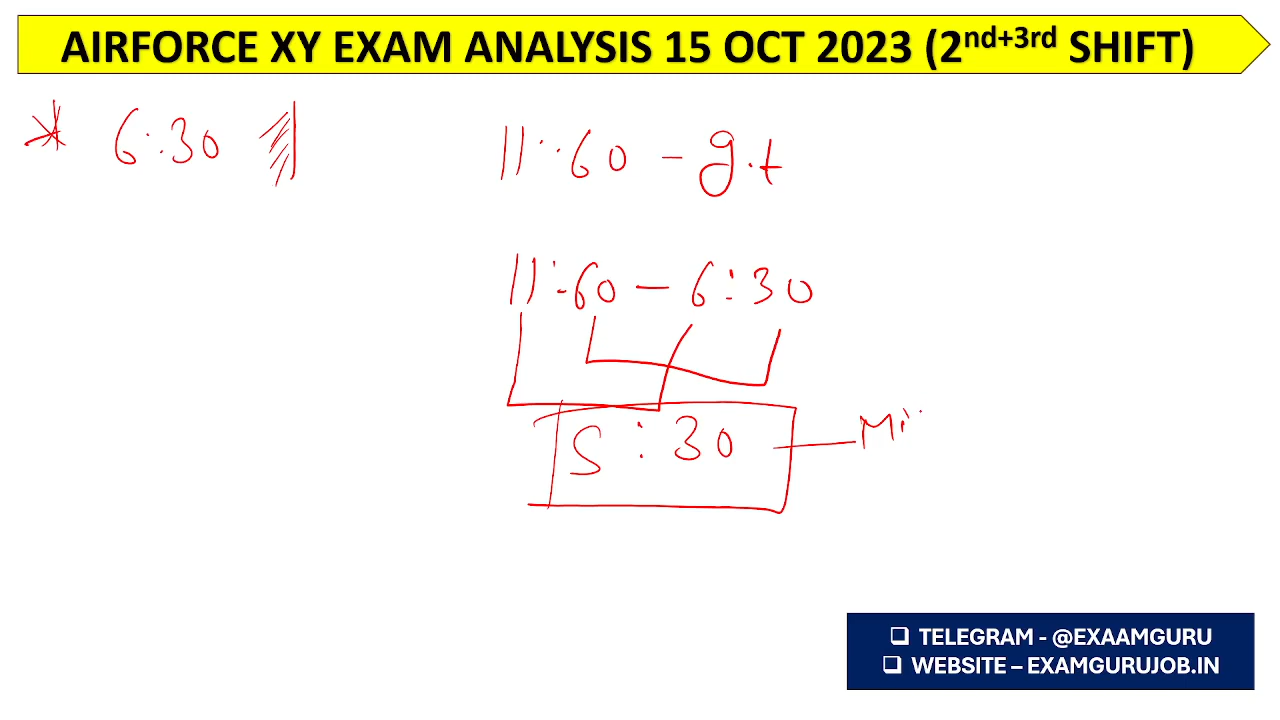 AIRFORCE XY EXAM ANALYSIS 15 OCT 2023 (2nd+3rd SHIFT)
* 6:30
11:60 - g.t
11:60 - 6:30
5:30 — Mi
❑ TELEGRAM - @EXAAMGURU
❑ WEBSITE – EXAMGURUJOB.IN